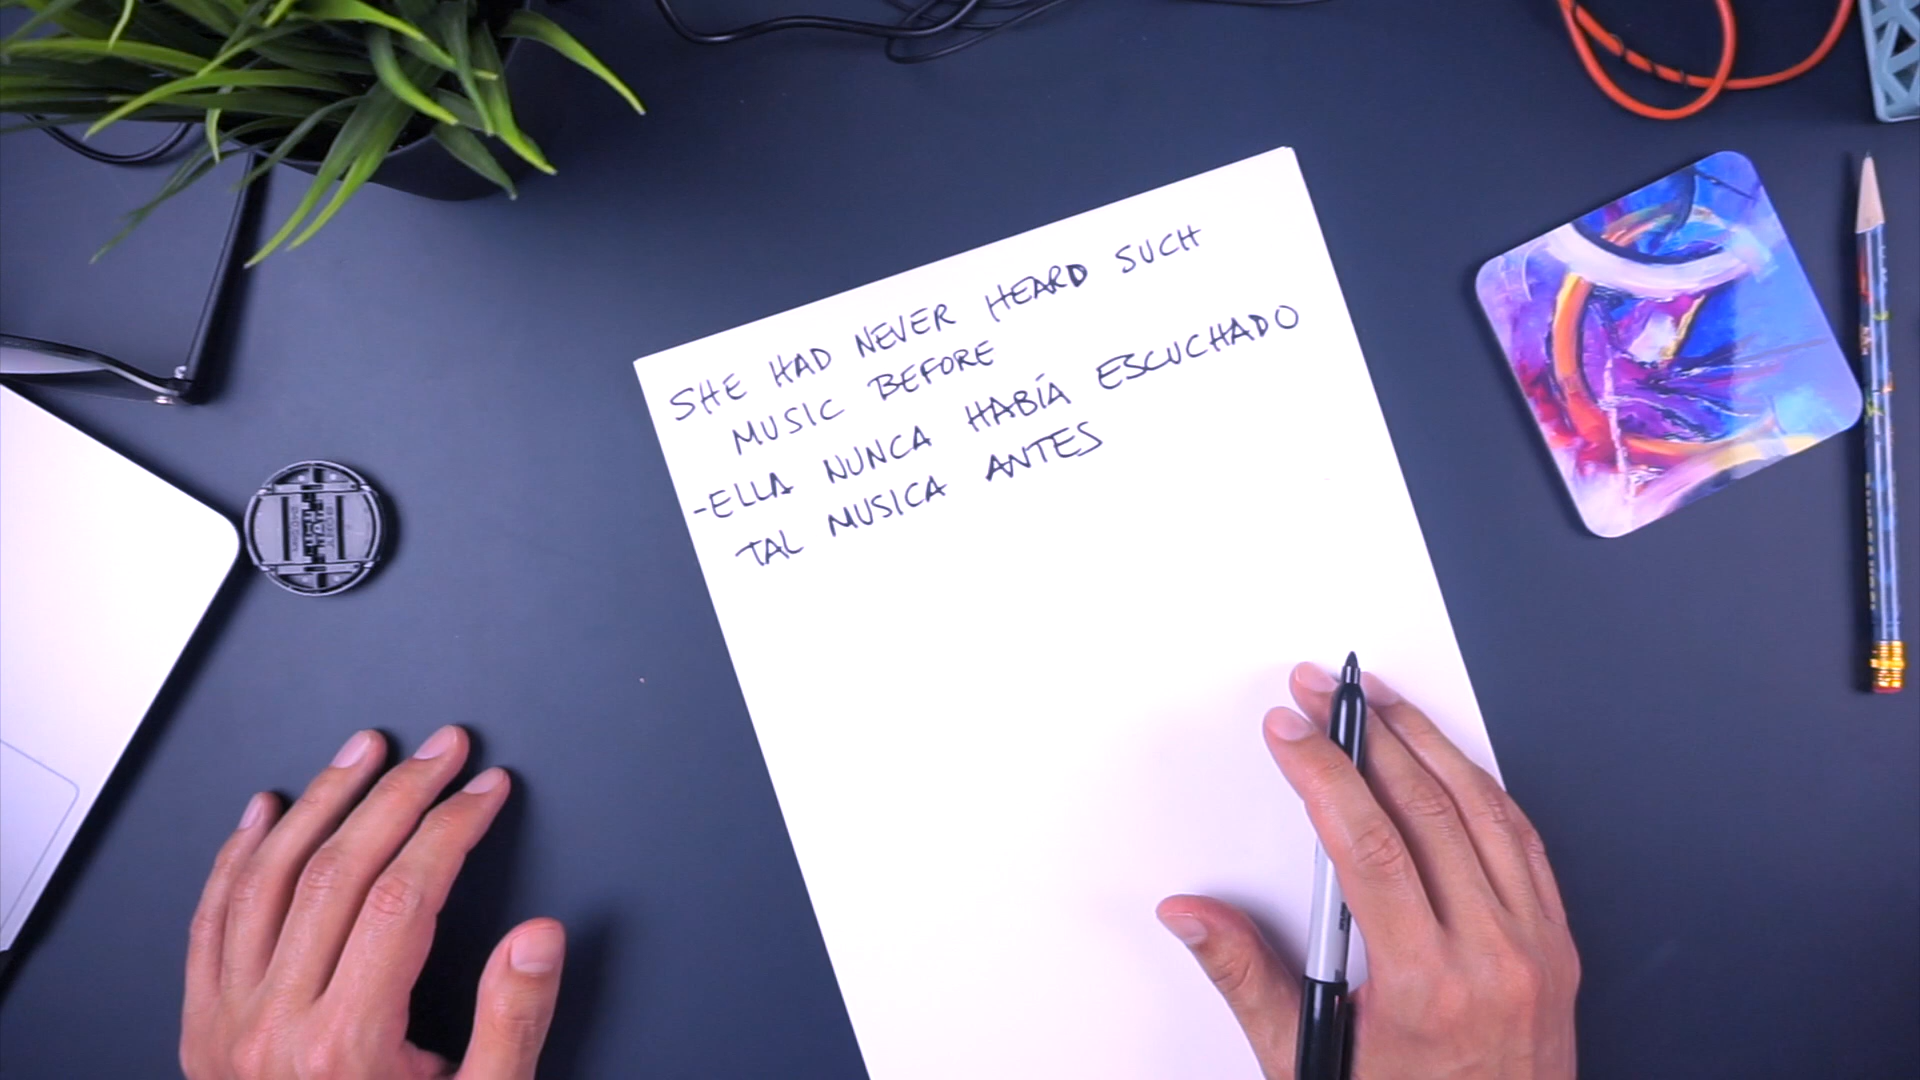 SHE HAD NEVER HEARD SUCH
MUSIC BEFORE
-ELLA NUNCA HABÍA ESCUCHADO
TAL MUSICA ANTES